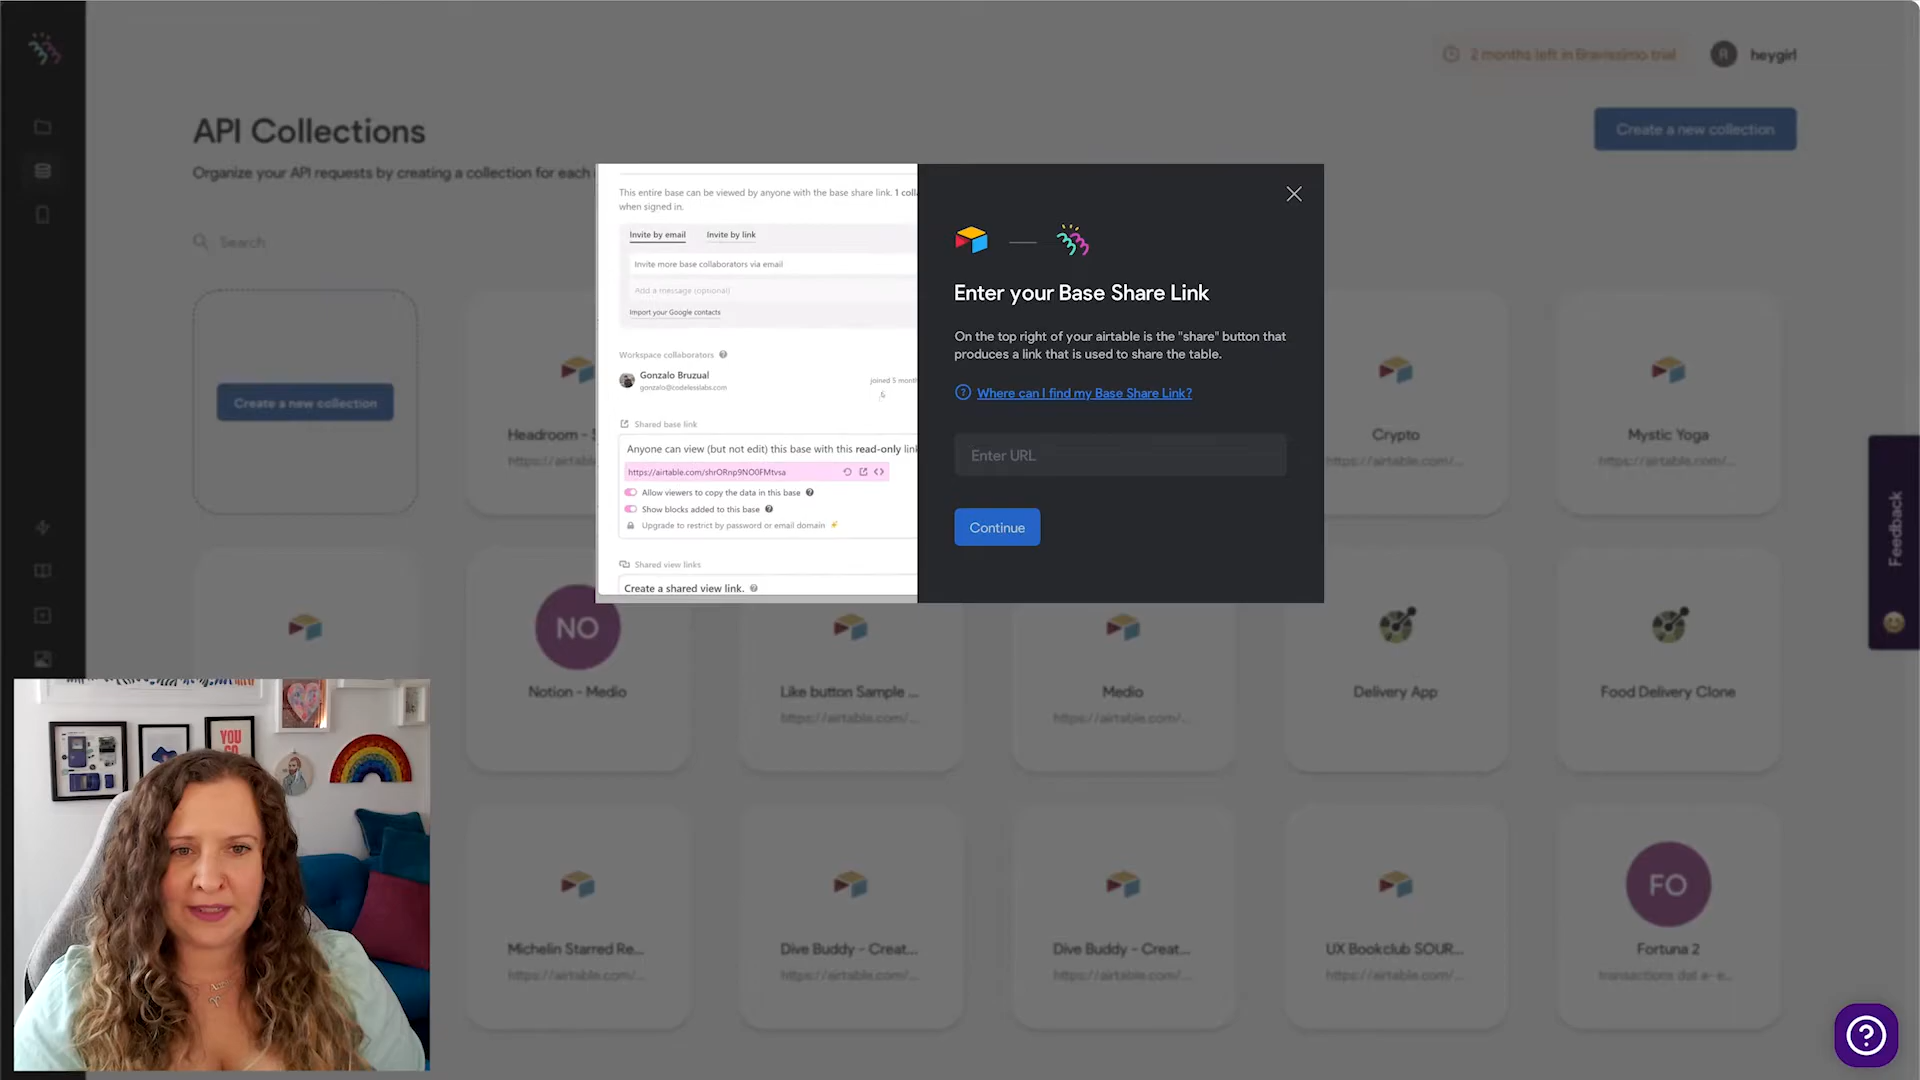 2 months left in Bravissimo trial
heygirl
API Collections
Create a new collection
Organize your API requests by creating a collection for each
Search
This entire base can be viewed by anyone with the base share link. 1 coll
when signed in.
Invite by email
Invite by link
Invite more base collaborators via email
Add a message (optional)
Import your Google contacts
Workspace collaborators
Gonzalo Bruzual
gonzalo@codelesslabs.com
joined 5 month
Shared base link
Anyone can view (but not edit) this base with this read-only link
https://airtable.com/shrORnp9NO0FMtvsa
Allow viewers to copy the data in this base
Show blocks added to this base
Upgrade to restrict by password or email domain
Shared view links
Create a shared view link.
Enter your Base Share Link
On the top right of your airtable is the "share" button that
produces a link that is used to share the table.
Where can I find my Base Share Link?
Enter URL
Continue
Create a new collection
Headroom -
https://airtable.com/
Crypto
https://airtable.com/...
Mystic Yoga
https://airtable.com/...
Feedback
NO
Notion - Medio
Like button Sample ...
https://airtable.com/...
Medio
https://airtable.com/...
Delivery App
Food Delivery Clone
YOU
Michelin Starred Re...
https://airtable.com/...
Dive Buddy - Creat...
https://airtable.com/...
Dive Buddy - Creat...
https://airtable.com/...
UX Bookclub SOUR...
https://airtable.com/...
FO
Fortuna 2
transactions dot e-e...